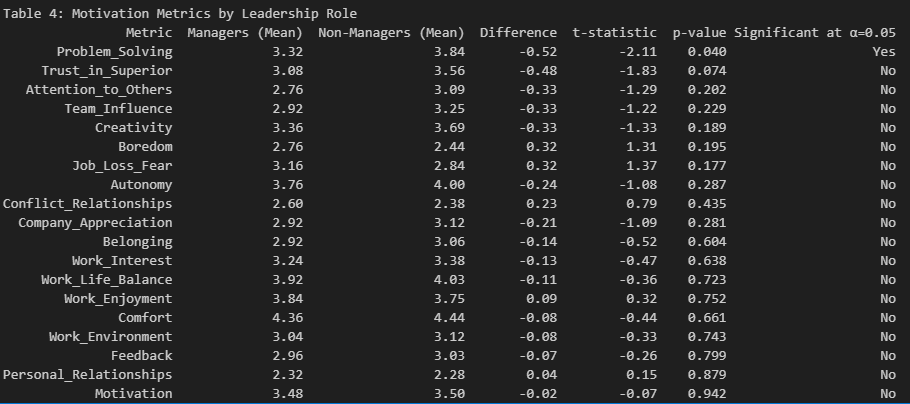 Table 4: Motivation Metrics by Leadership Role
Metric Managers (Mean) Non-Managers (Mean) Difference t-statistic p-value Significant at α=0.05
Problem_Solving 3.32 3.84 -0.52 -2.11 0.040 Yes
Trust_in_Superior 3.08 3.56 -0.48 -1.83 0.074 No
Attention_to_Others 2.76 3.09 -0.33 -1.29 0.202 No
Team_Influence 2.92 3.25 -0.33 -1.22 0.229 No
Creativity 3.36 3.69 -0.33 -1.33 0.189 No
Boredom 2.76 2.44 0.32 1.31 0.195 No
Job_Loss_Fear 3.16 2.84 0.32 1.37 0.177 No
Autonomy 3.76 4.00 -0.24 -1.08 0.287 No
Conflict_Relationships 2.60 2.38 0.23 0.79 0.435 No
Company_Appreciation 2.92 3.12 -0.21 -1.09 0.281 No
Belonging 2.92 3.06 -0.14 -0.52 0.604 No
Work_Interest 3.24 3.38 -0.13 -0.47 0.638 No
Work_Life_Balance 3.92 4.03 -0.11 -0.36 0.723 No
Work_Enjoyment 3.84 3.75 0.09 0.32 0.752 No
Comfort 4.36 4.44 -0.08 -0.44 0.661 No
Work_Environment 3.04 3.12 -0.08 -0.33 0.743 No
Feedback 2.96 3.03 -0.07 -0.26 0.799 No
Personal_Relationships 2.32 2.28 0.04 0.15 0.879 No
Motivation 3.48 3.50 -0.02 -0.07 0.942 No